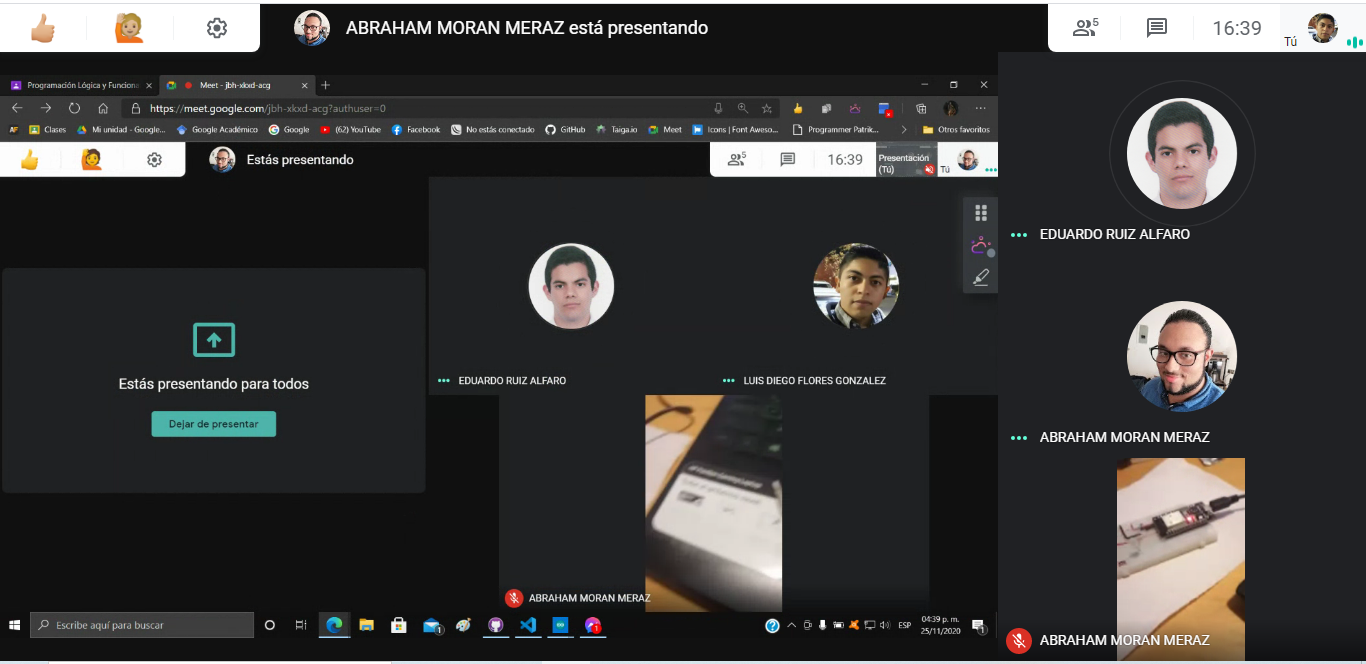 ABRAHAM MORAN MERAZ está presentando
5
16:39
Tú
Programación Lógica y Funciona
Meet - jbh-xkxd-acg
https://meet.google.com/jbh-xkxd-acg?authuser=0
Clases
Mi unidad - Google...
Google Académico
Google
(62) YouTube
Facebook
No estás conectado
GitHub
Taiga.io
Meet
Icons | Font Aweso...
Programmer Patrik...
Otros favoritos
Estás presentando
5
16:39
Presentación
(Tú)
Tú
Estás presentando para todos
Dejar de presentar
EDUARDO RUIZ ALFARO
LUIS DIEGO FLORES GONZALEZ
ABRAHAM MORAN MERAZ
EDUARDO RUIZ ALFARO
ABRAHAM MORAN MERAZ
ABRAHAM MORAN MERAZ
Escribe aquí para buscar
1
1
ESP
04:39 p. m.
25/11/2020
1